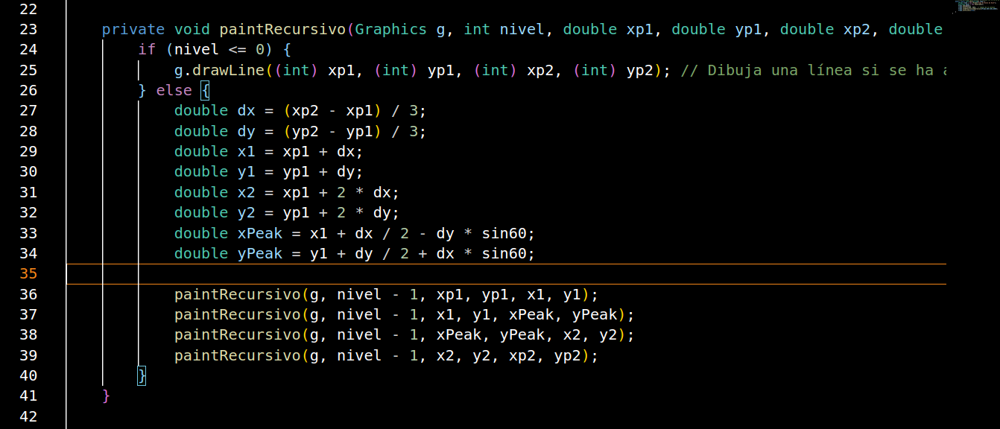 22
23 private void paintRecursivo(Graphics g, int nivel, double xp1, double yp1, double xp2, double
24 if (nivel <= 0) {
25 g.drawLine((int) xp1, (int) yp1, (int) xp2, (int) yp2); // Dibuja una línea si se ha
26 } else {
27 double dx = (xp2 - xp1) / 3;
28 double dy = (yp2 - yp1) / 3;
29 double x1 = xp1 + dx;
30 double y1 = yp1 + dy;
31 double x2 = xp1 + 2 * dx;
32 double y2 = yp1 + 2 * dy;
33 double xPeak = x1 + dx / 2 - dy * sin60;
34 double yPeak = y1 + dy / 2 + dx * sin60;
35
36 paintRecursivo(g, nivel - 1, xp1, yp1, x1, y1);
37 paintRecursivo(g, nivel - 1, x1, y1, xPeak, yPeak);
38 paintRecursivo(g, nivel - 1, xPeak, yPeak, x2, y2);
39 paintRecursivo(g, nivel - 1, x2, y2, xp2, yp2);
40 }
41 }
42